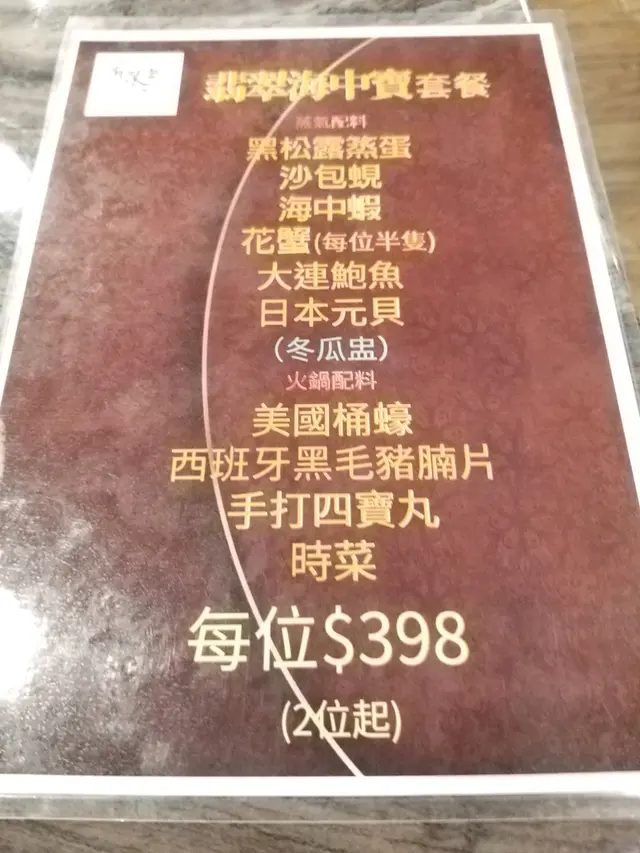 翡翠海中寶套餐
蒸氣配料
黑松露蒸蛋
沙包蜆
海中蝦
花蟹(每位半隻)
大連鮑魚
日本元貝
(冬瓜盅)
火鍋配料
美國桶蠔
西班牙黑毛豬腩片
手打四寶丸
時菜
每位$398
(2位起)